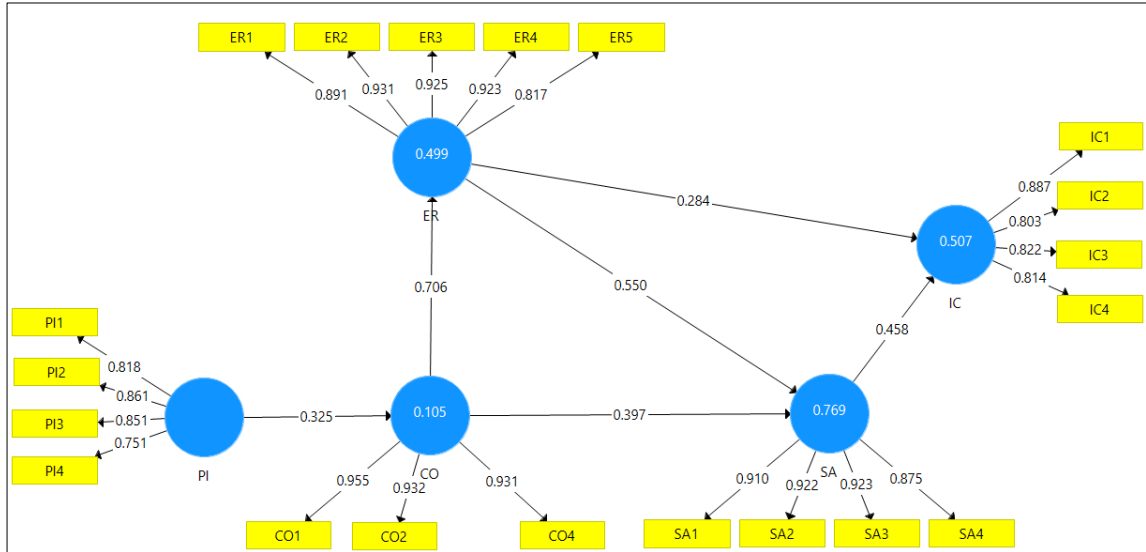 ER1 ER2 ER3 ER4 ER5
0.891 0.931 0.925 0.923 0.817
0.499
ER
IC1
IC2
IC3
IC4
0.887
0.803
0.822
0.814
0.507
IC
0.284
0.706
0.550
0.458
PI1
PI2
PI3
PI4
0.818
0.861
0.851
0.751
PI
0.325
0.105
CO
0.397
0.769
SA
0.955 0.932 0.931
CO1 CO2 CO4
0.910 0.922 0.923 0.875
SA1 SA2 SA3 SA4